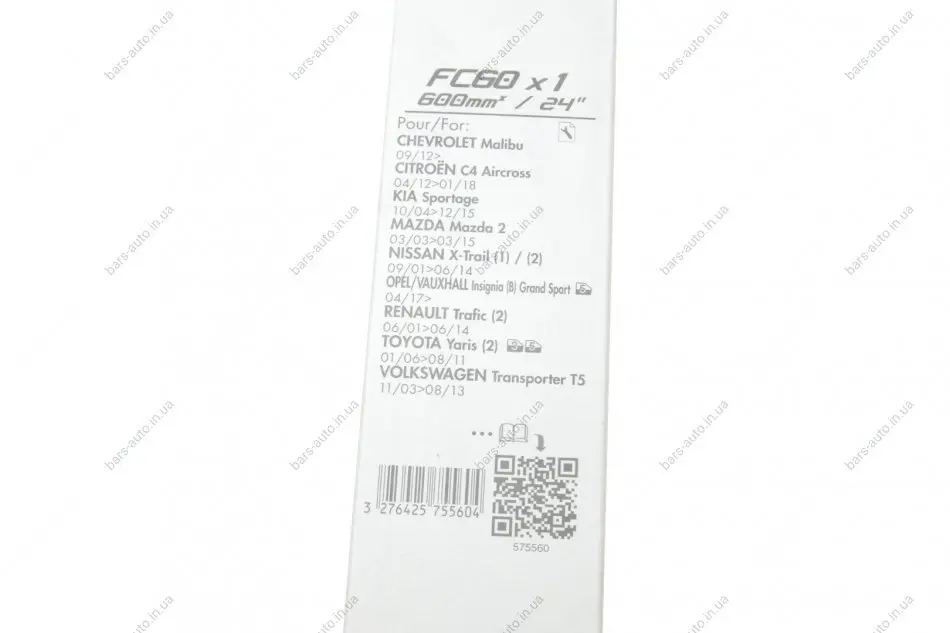 FC60 x 1
600mm* / 24"
Pour/For:
CHEVROLET Malibu
09/12>
CITROËN C4 Aircross
04/12>01/18
KIA Sportage
10/04>12/15
MAZDA Mazda 2
03/03>03/15
NISSAN X-Trail (1) / (2)
09/01>06/14
OPEL/VAUXHALL Insignia (B) Grand Sport
04/17>
RENAULT Trafic (2)
06/01>06/14
TOYOTA Yaris (2)
01/06>08/11
VOLKSWAGEN Transporter T5
11/03>08/13
...
3 276425 755604
575560
bars-auto.in.ua